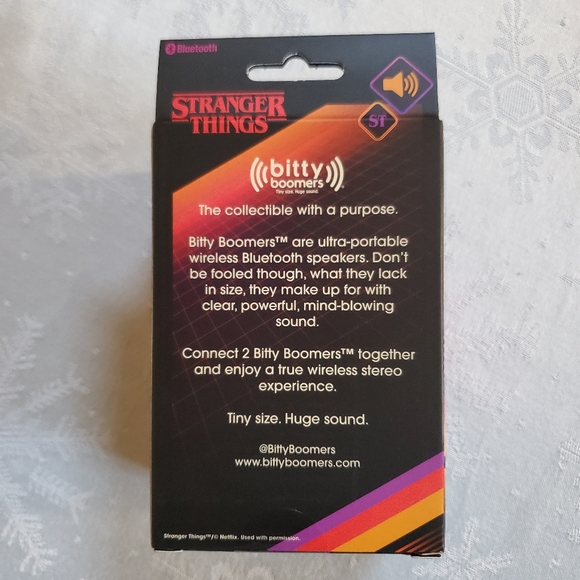 Bluetooth
STRANGER
THINGS
ST
bitty
boomers™
Tiny size. Huge sound.
The collectible with a purpose.
Bitty Boomers™ are ultra-portable
wireless Bluetooth speakers. Don't
be fooled though, what they lack
in size, they make up for with
clear, powerful, mind-blowing
sound.
Connect 2 Bitty Boomers™ together
and enjoy a true wireless stereo
experience.
Tiny size. Huge sound.
@BittyBoomers
www.bittyboomers.com
Stranger Things™/© Netflix. Used with permission.